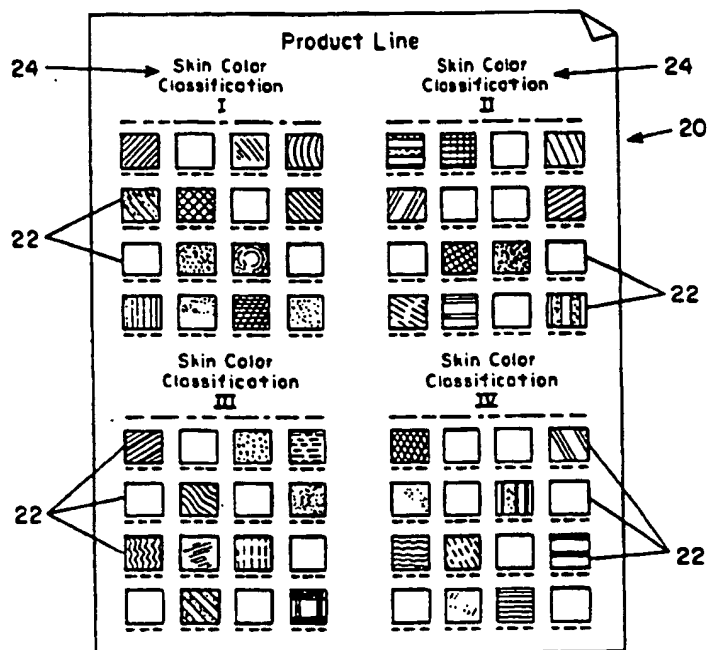 Product Line
24
Skin Color
Classification
I
Skin Color
Classification
II
24
20
22
22
Skin Color
Classification
III
Skin Color
Classification
IV
22
22